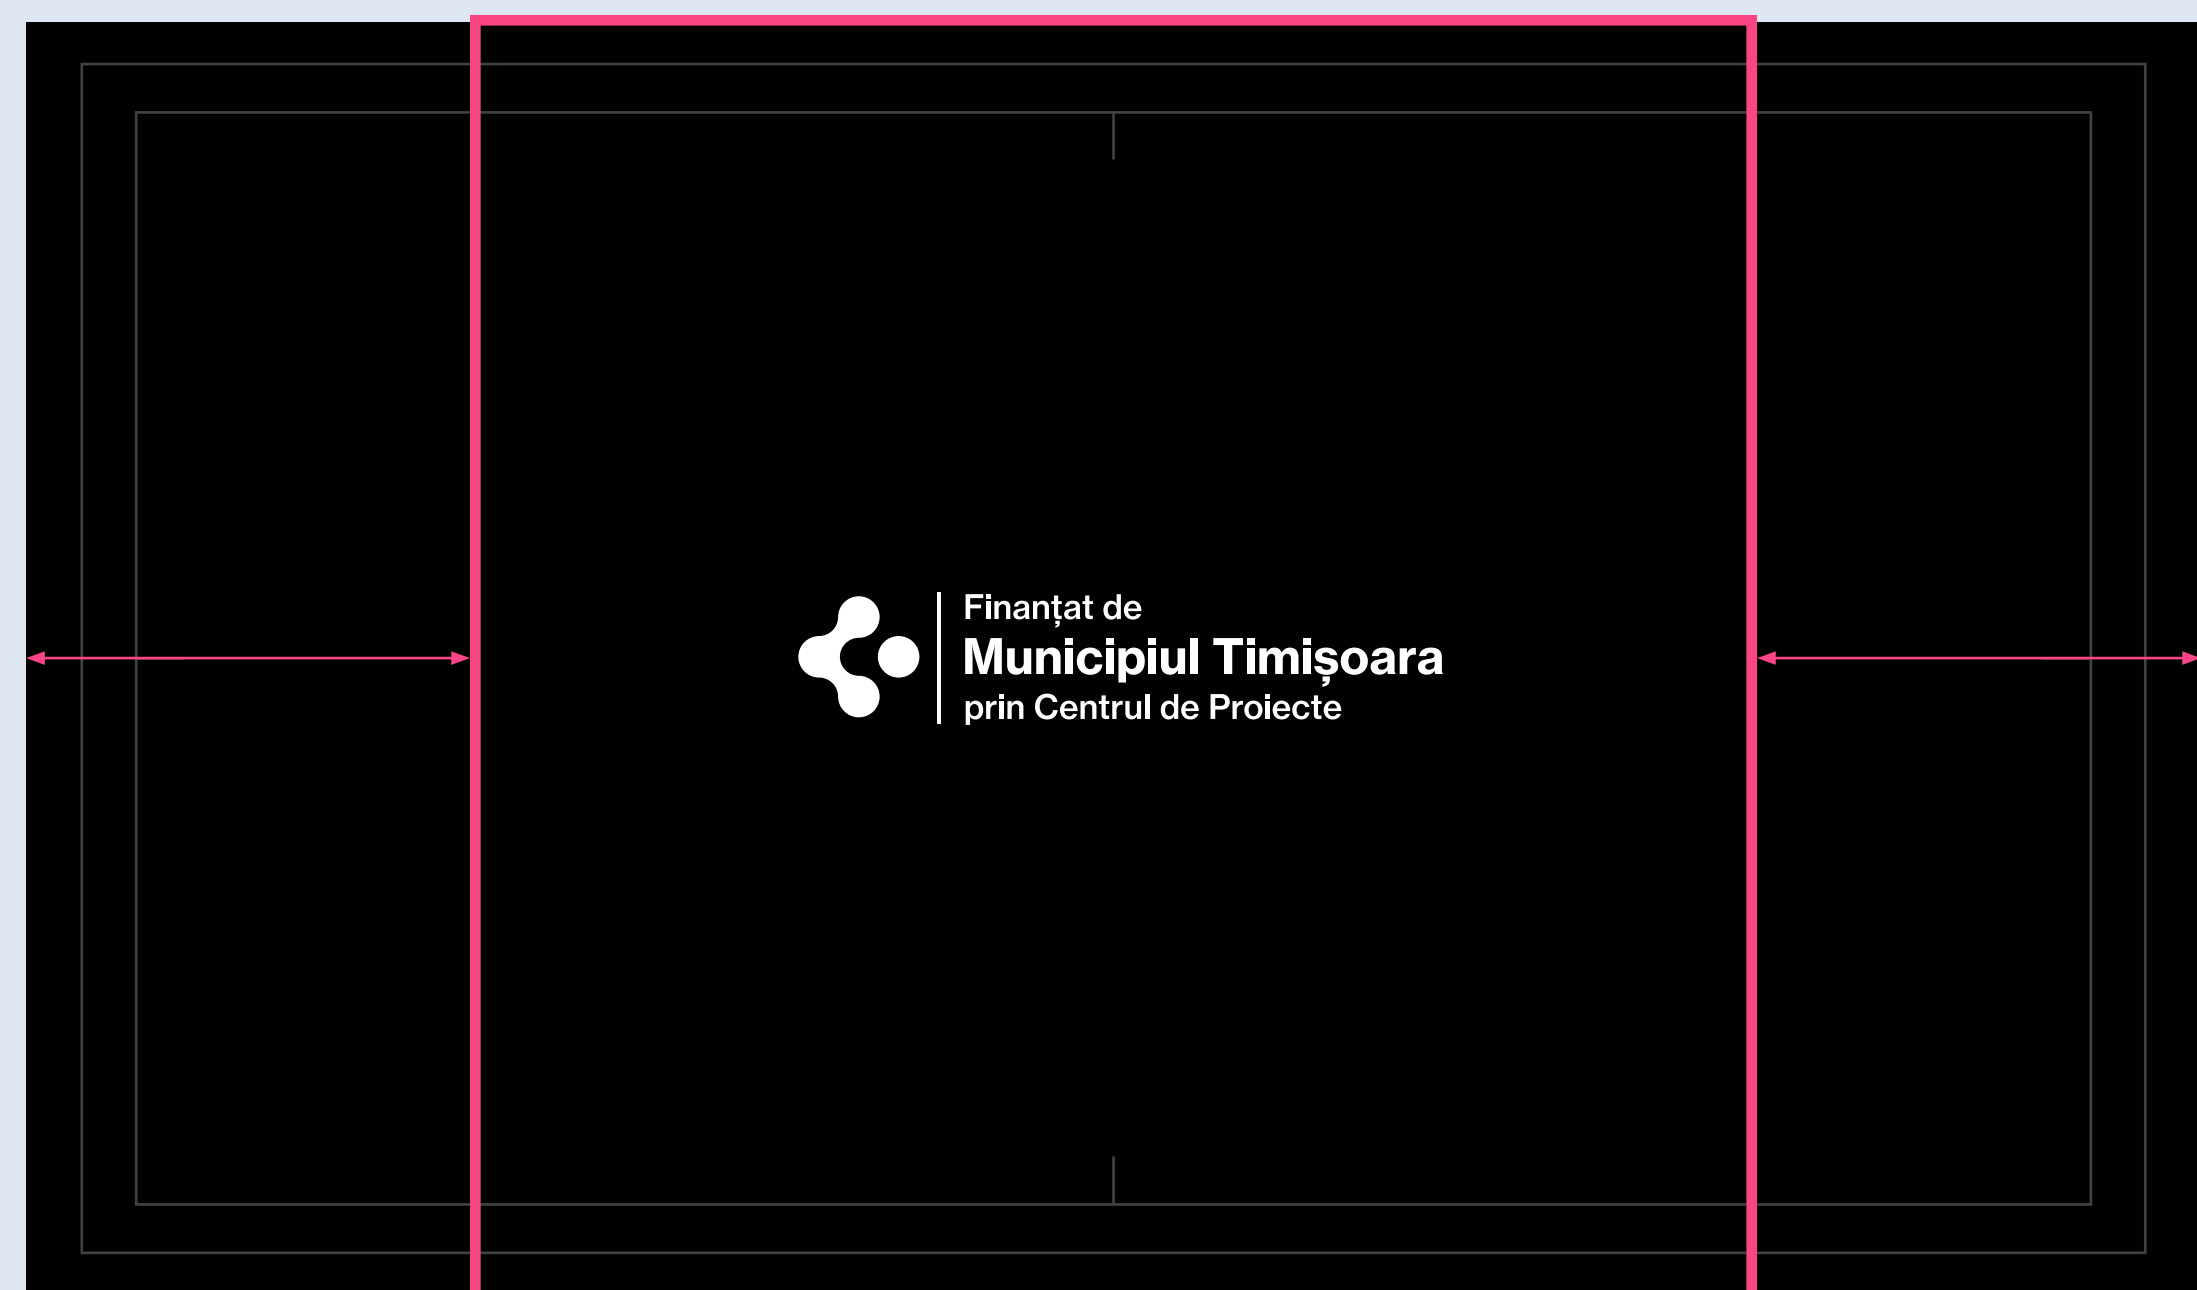 Finanțat de
Municipiul Timișoara
prin Centrul de Proiecte